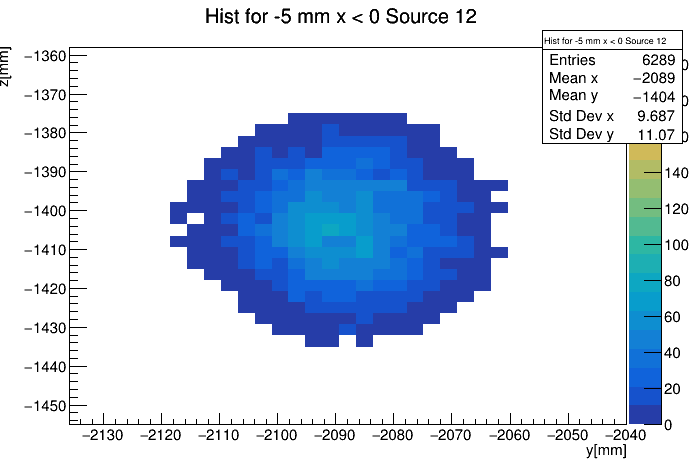 Hist for -5 mm x < 0 Source 12
Hist for -5 mm x < 0 Source 12
Entries 6289
Mean x −2089
Mean y −1404
Std Dev x 9.687
Std Dev y 11.07
z[mm]
−1360
−1370
−1380
−1390
−1400
−1410
−1420
−1430
−1440
−1450
−2130 −2120 −2110 −2100 −2090 −2080 −2070 −2060 −2050 −2040
y[mm]
140
120
100
80
60
40
20
0